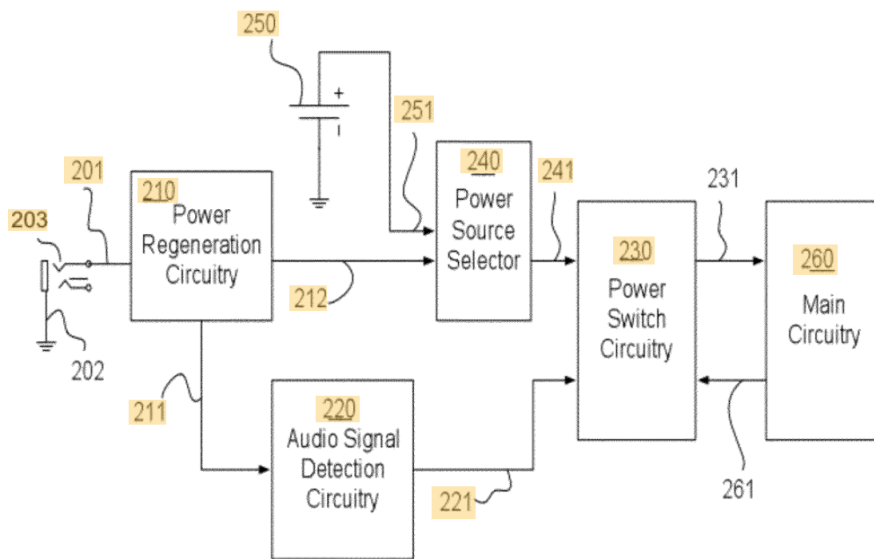 250
+
–
251
240
Power
Source
Selector
241
231
201
203
210
Power
Regeneration
Circuitry
212
202
230
Power
Switch
Circuitry
260
Main
Circuitry
211
220
Audio Signal
Detection
Circuitry
221
261